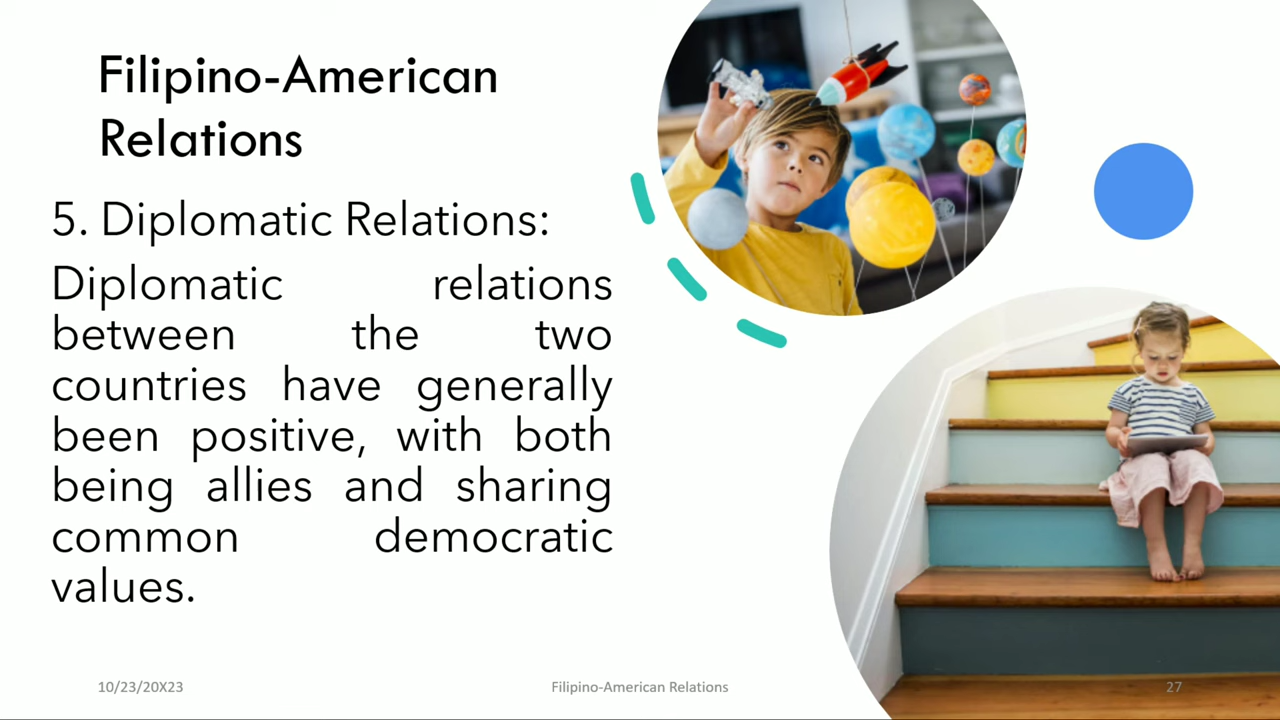 Filipino-American
Relations
5. Diplomatic Relations:
Diplomatic relations
between the two
countries have generally
been positive, with both
being allies and sharing
common democratic
values.
10/23/20X23
Filipino-American Relations
27